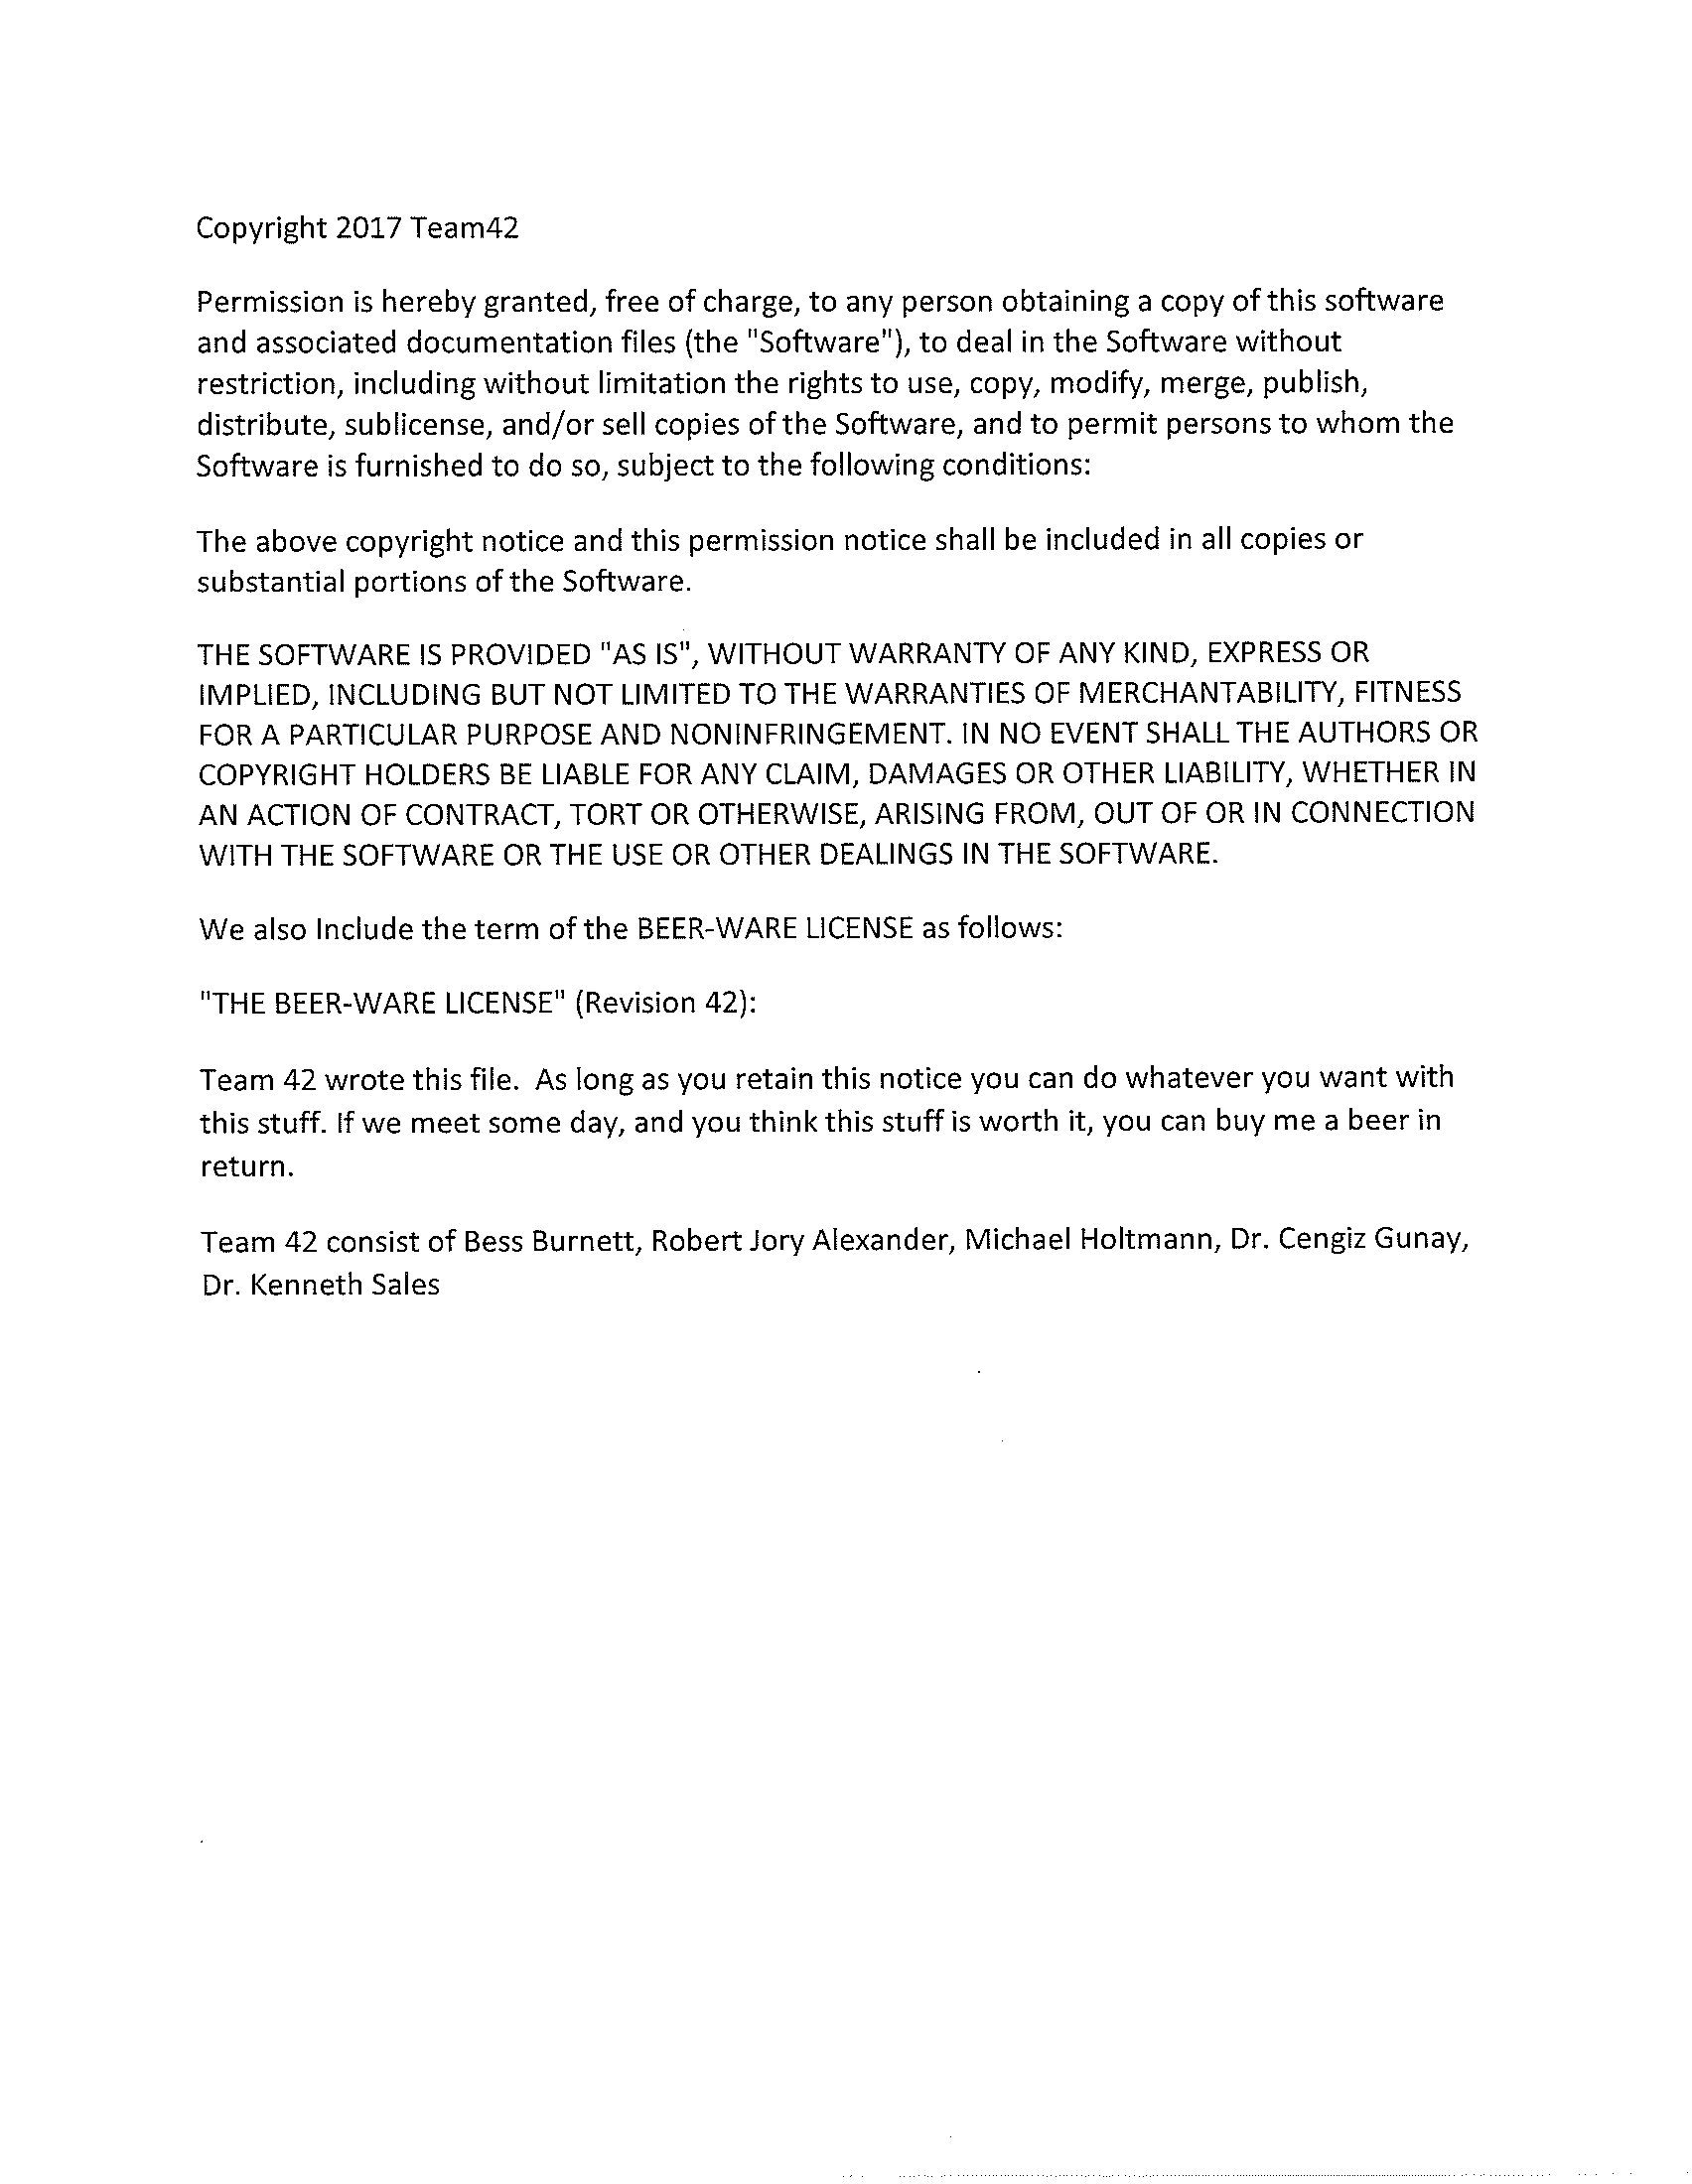 Copyright 2017 Team42
Permission is hereby granted, free of charge, to any person obtaining a copy of this software
and associated documentation files (the "Software"), to deal in the Software without
restriction, including without limitation the rights to use, copy, modify, merge, publish,
distribute, sublicense, and/or sell copies of the Software, and to permit persons to whom the
Software is furnished to do so, subject to the following conditions:
The above copyright notice and this permission notice shall be included in all copies or
substantial portions of the Software.
THE SOFTWARE IS PROVIDED "AS IS", WITHOUT WARRANTY OF ANY KIND, EXPRESS OR
IMPLIED, INCLUDING BUT NOT LIMITED TO THE WARRANTIES OF MERCHANTABILITY, FITNESS
FOR A PARTICULAR PURPOSE AND NONINFRINGEMENT. IN NO EVENT SHALL THE AUTHORS OR
COPYRIGHT HOLDERS BE LIABLE FOR ANY CLAIM, DAMAGES OR OTHER LIABILITY, WHETHER IN
AN ACTION OF CONTRACT, TORT OR OTHERWISE, ARISING FROM, OUT OF OR IN CONNECTION
WITH THE SOFTWARE OR THE USE OR OTHER DEALINGS IN THE SOFTWARE.
We also Include the term of the BEER-WARE LICENSE as follows:
"THE BEER-WARE LICENSE" (Revision 42):
Team 42 wrote this file.  As long as you retain this notice you can do whatever you want with
this stuff. If we meet some day, and you think this stuff is worth it, you can buy me a beer in
return.
Team 42 consist of Bess Burnett, Robert Jory Alexander, Michael Holtmann, Dr. Cengiz Gunay,
Dr. Kenneth Sales